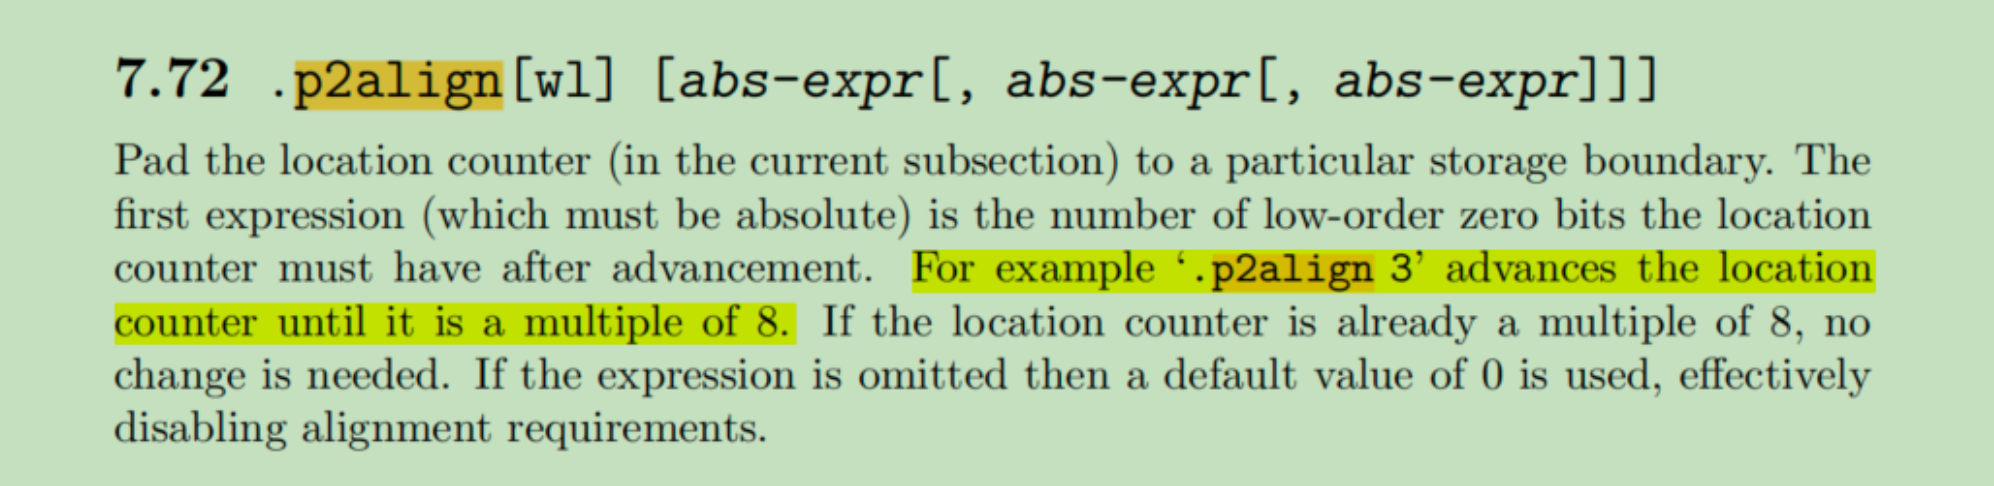 7.72 .p2align[wl] [abs-expr[, abs-expr[, abs-expr]]]
Pad the location counter (in the current subsection) to a particular storage boundary. The
first expression (which must be absolute) is the number of low-order zero bits the location
counter must have after advancement. For example ‘.p2align 3’ advances the location
counter until it is a multiple of 8. If the location counter is already a multiple of 8, no
change is needed. If the expression is omitted then a default value of 0 is used, effectively
disabling alignment requirements.